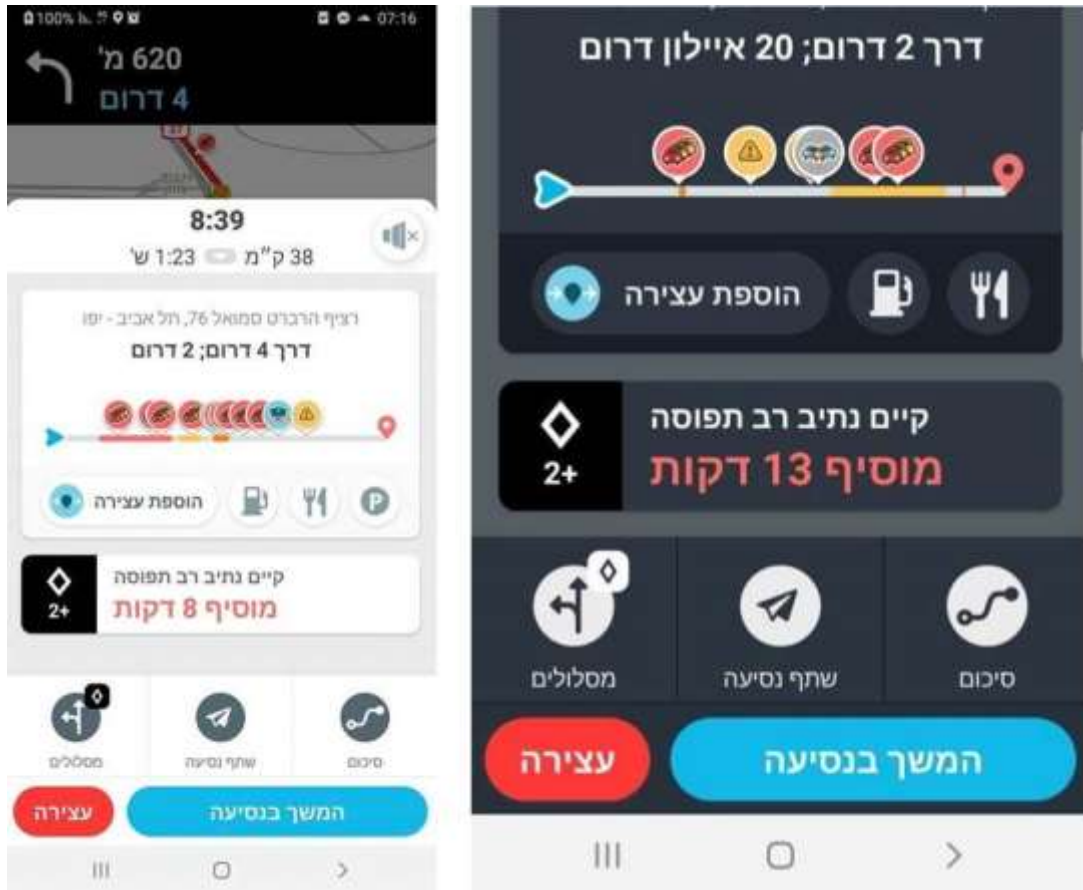 100%
07:16
620 מ'
4 דרום
8:39
38 ק"מ 1:23 ש'
רציף הרברט סמואל 76, תל אביב - יפו
דרך 4 דרום; 2 דרום
הוספת עצירה
P
קיים נתיב רב תפוסה
מוסיף 8 דקות
2+
מסלולים
שתף נסיעה
סיכום
עצירה
המשך בנסיעה
דרך 2 דרום; 20 איילון דרום
הוספת עצירה
קיים נתיב רב תפוסה
מוסיף 13 דקות
2+
מסלולים
שתף נסיעה
סיכום
עצירה
המשך בנסיעה